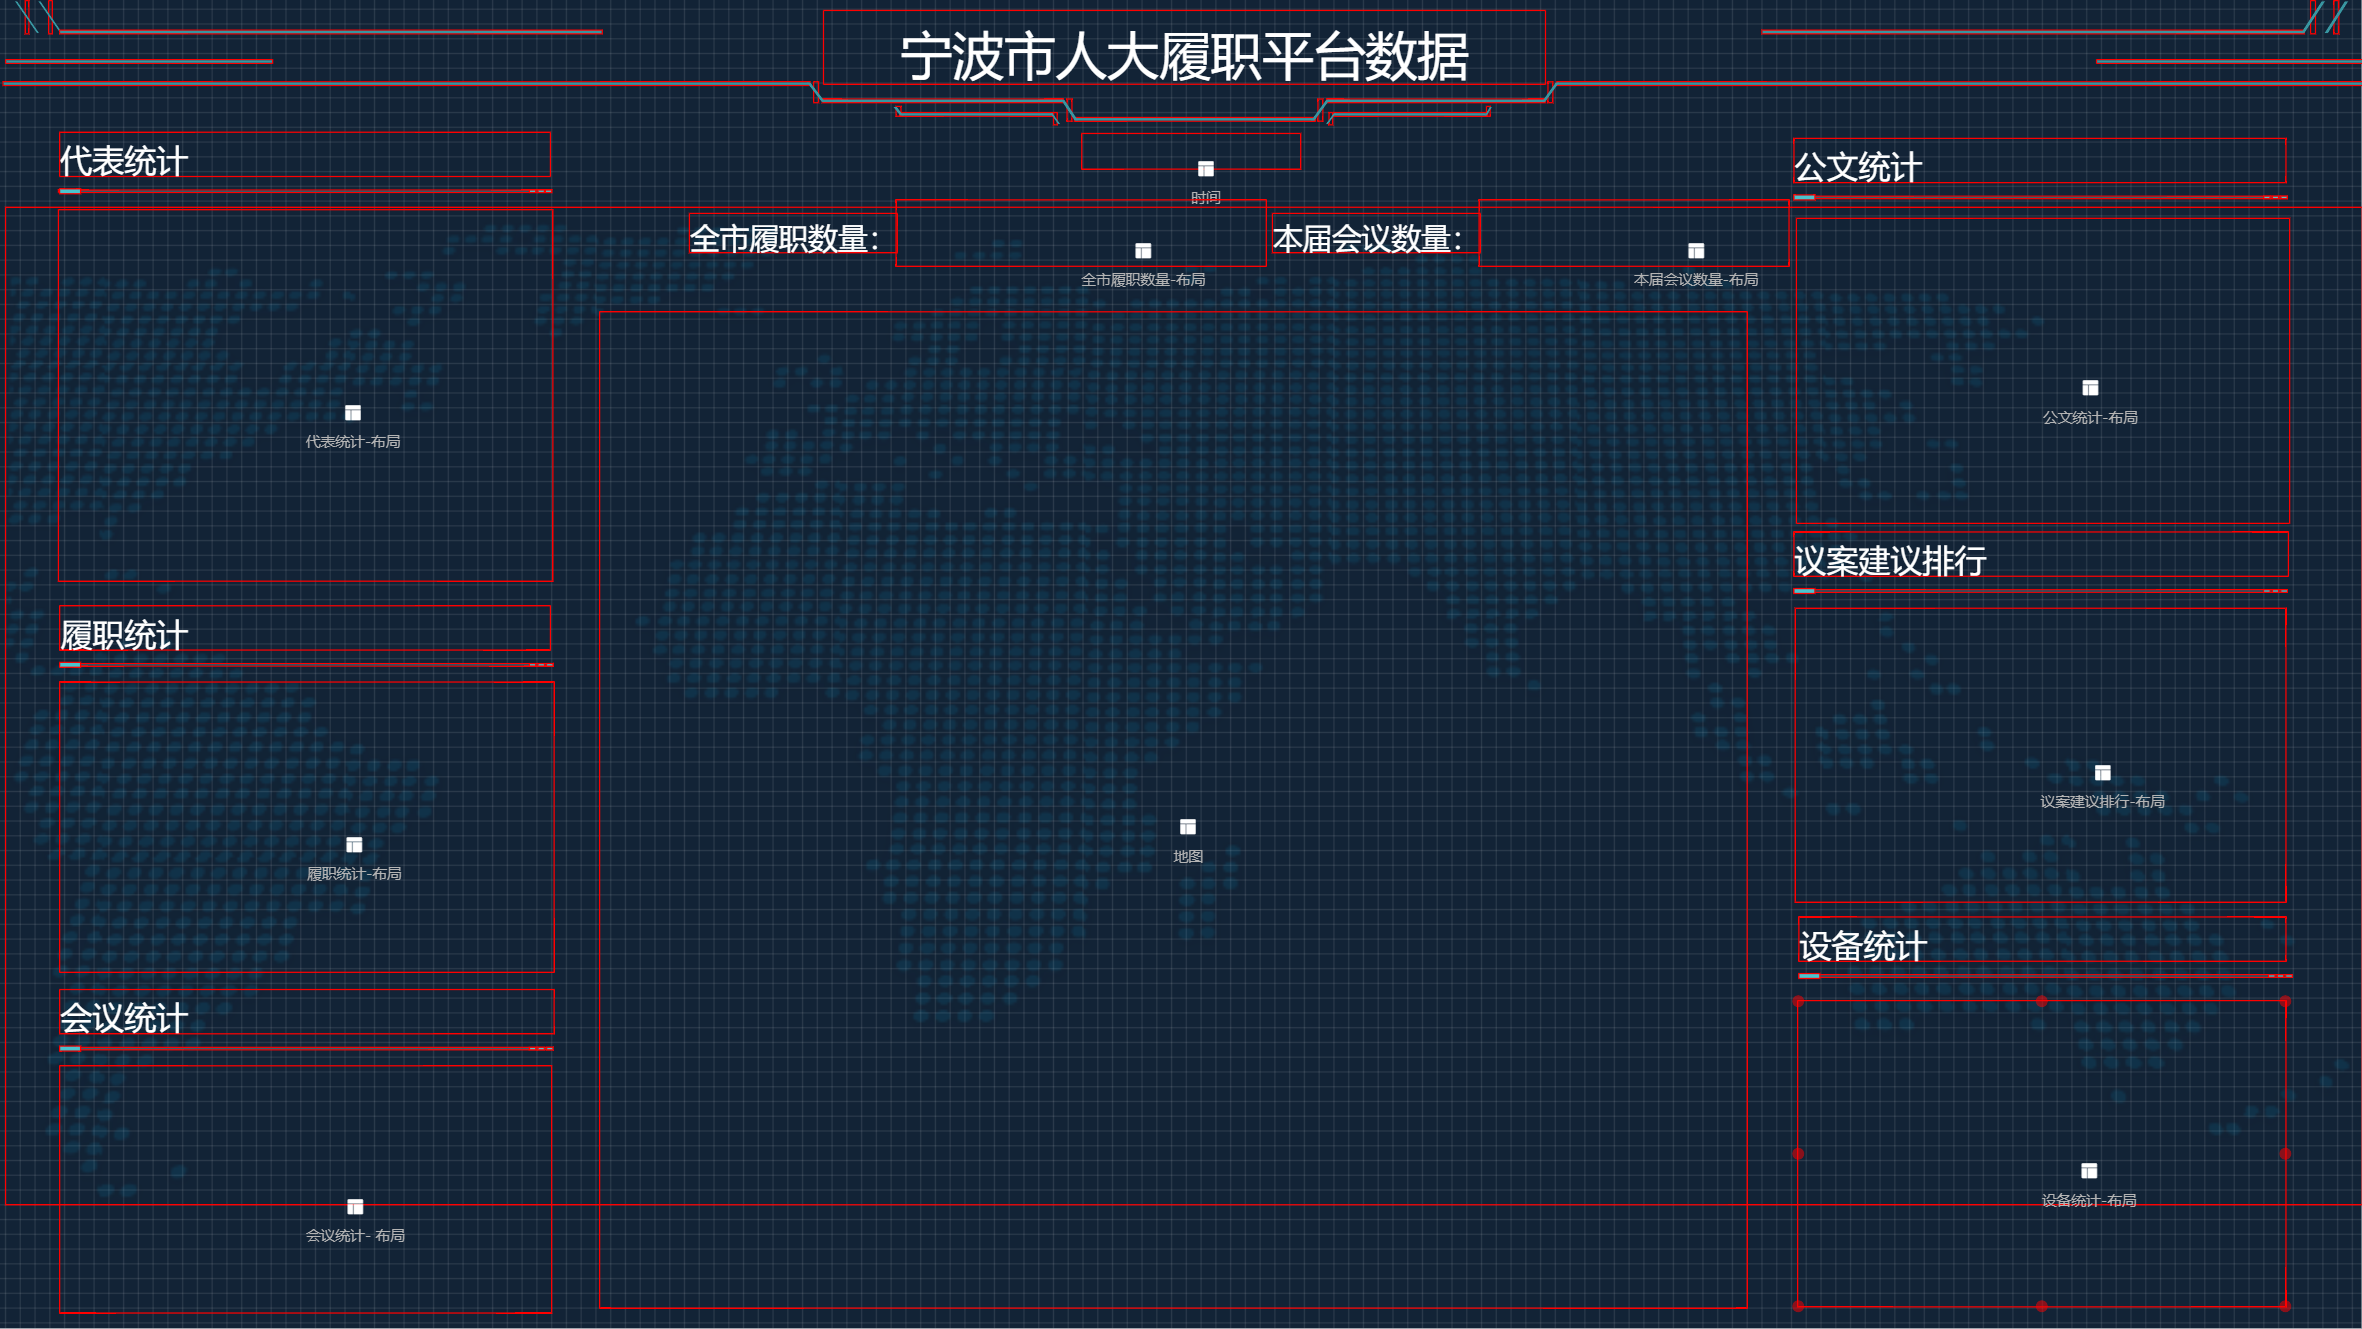 宁波市人大履职平台数据
时间
全市履职数量：
全市履职数量-布局
本届会议数量：
本届会议数量-布局
代表统计
代表统计-布局
履职统计
履职统计-布局
会议统计
会议统计- 布局
地图
公文统计
公文统计-布局
议案建议排行
议案建议排行-布局
设备统计
设备统计-布局